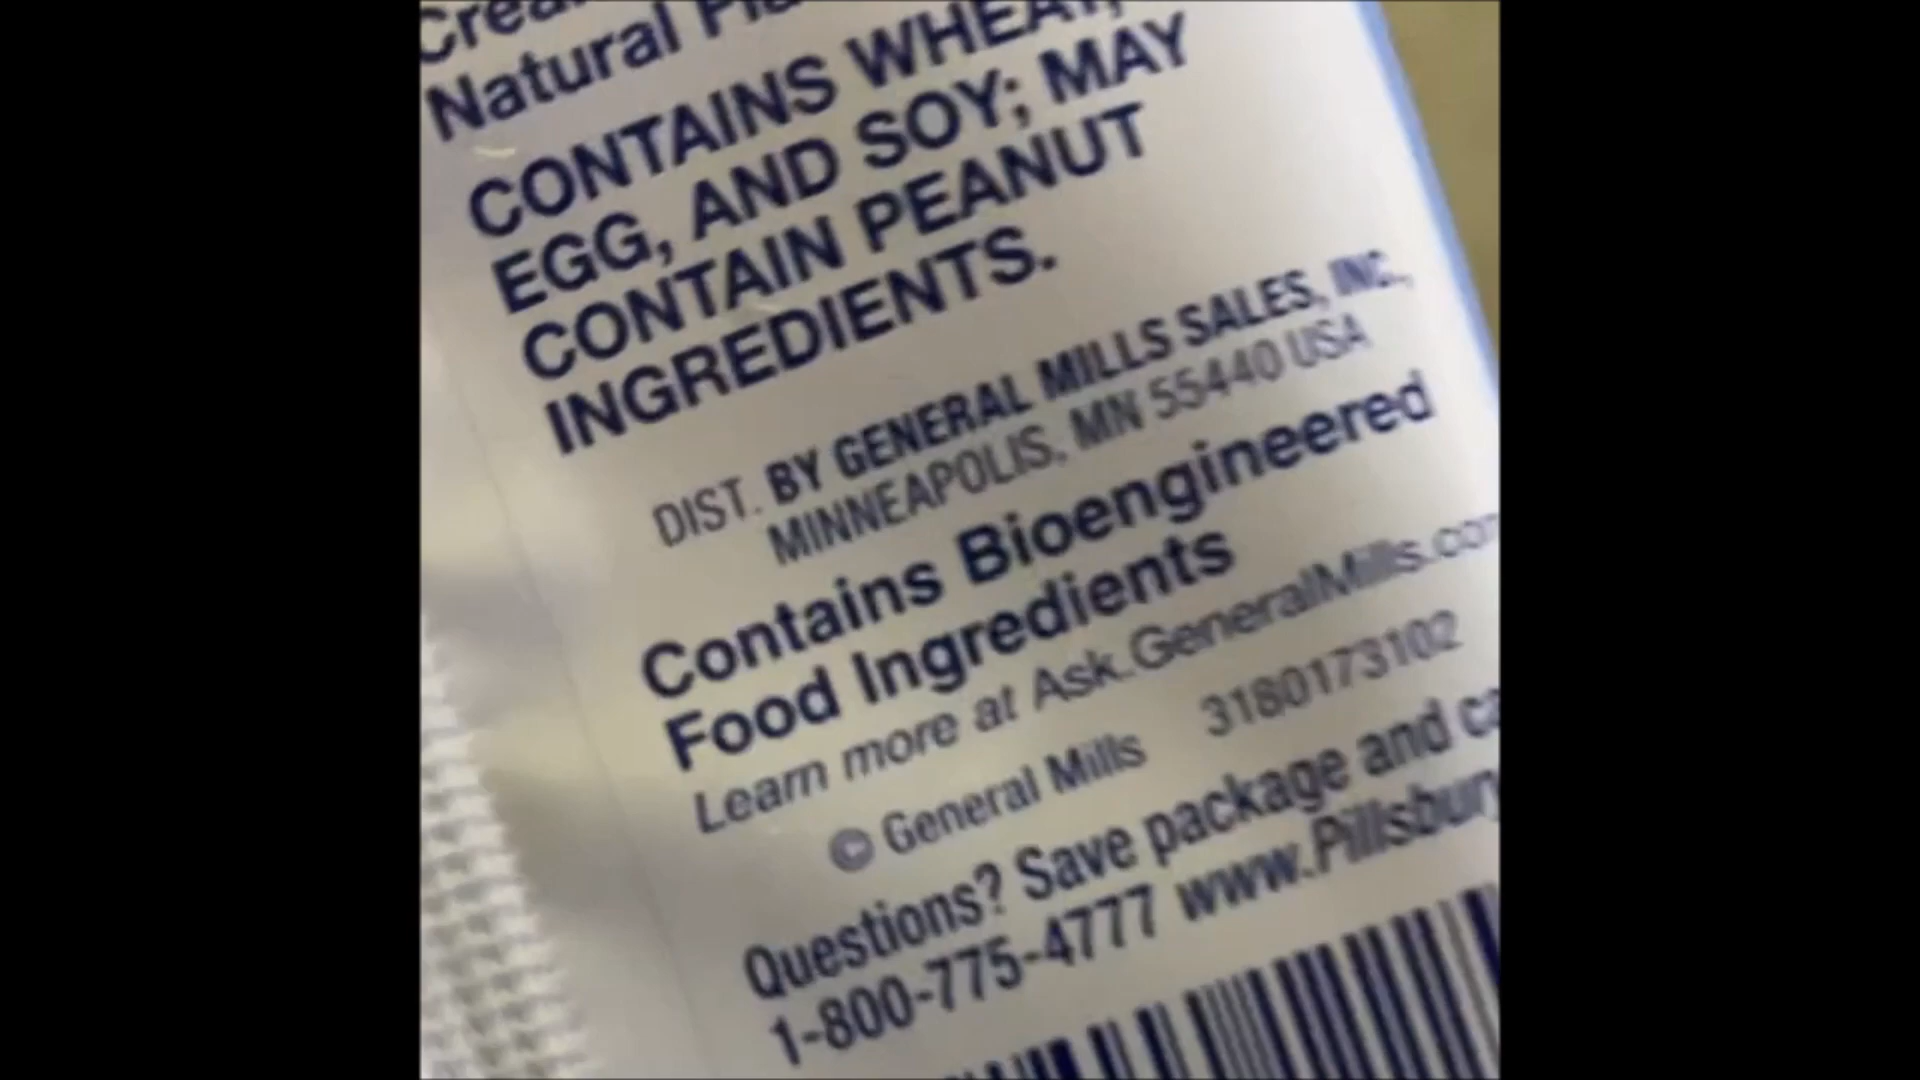 Natural
CONTAINS WHEAT,
EGG, AND SOY; MAY
CONTAIN PEANUT
INGREDIENTS.
DIST. BY GENERAL MILLS SALES, INC.,
MINNEAPOLIS, MN 55440 USA
Contains Bioengineered
Food Ingredients
Learn more at Ask.GeneralMills.com
© General Mills 3180173102
Questions? Save package and
1-800-775-4777 www.Pillsbury